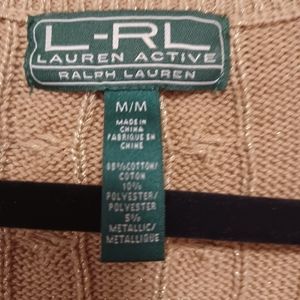 L-RL
LAUREN ACTIVE
RALPH LAUREN
M/M
MADE IN
CHINA
FABRIQUE EN
CHINE
85% COTTON/
COTON
10%
POLYESTER/
POLYESTER
5%
METALLIC/
METALLIQUE